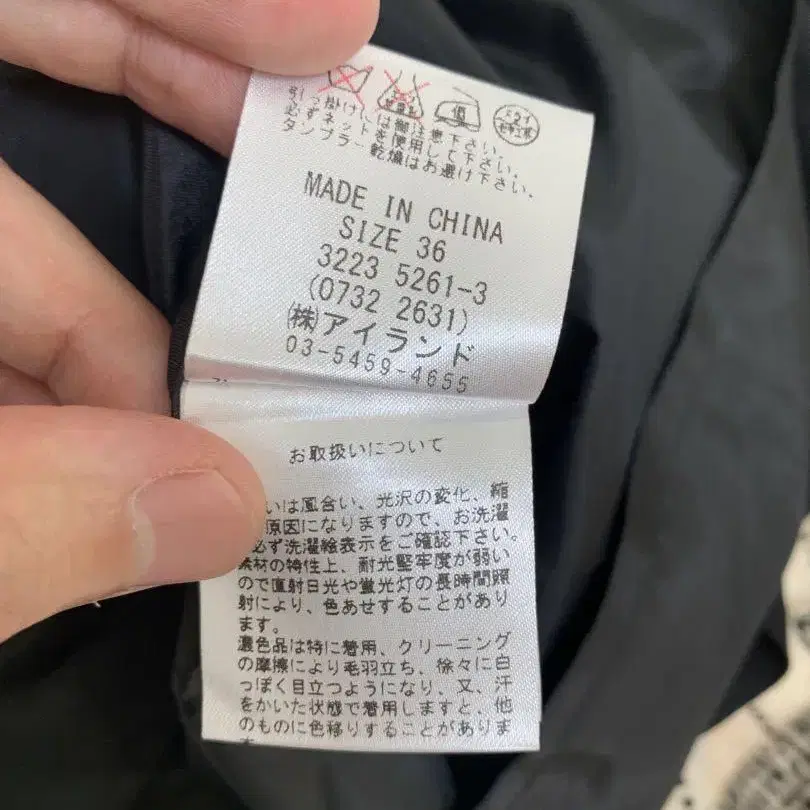 低
ドライ
セキユ系
引っ掛けには御注意下さい。
必ずネットを使用して下さい。
タンブラー乾燥はお避け下さい。
MADE IN CHINA
SIZE 36
3223 5261-3
(0732 2631)
㈱アイランド
03-5459-4655
お取扱いについて
いは風合い、光沢の変化、縮
原因になりますので、お洗濯
必ず洗濯絵表示をご確認下さい。
素材の特性上、耐光堅牢度が弱い
ので直射日光や蛍光灯の長時間照
射により、色あせすることがあり
ます。
濃色品は特に着用、クリーニング
の摩擦により毛羽立ち、徐々に白
っぽく目立つようになり、又、汗
をかいた状態で着用しますと、他
のものに色移りすることがありま